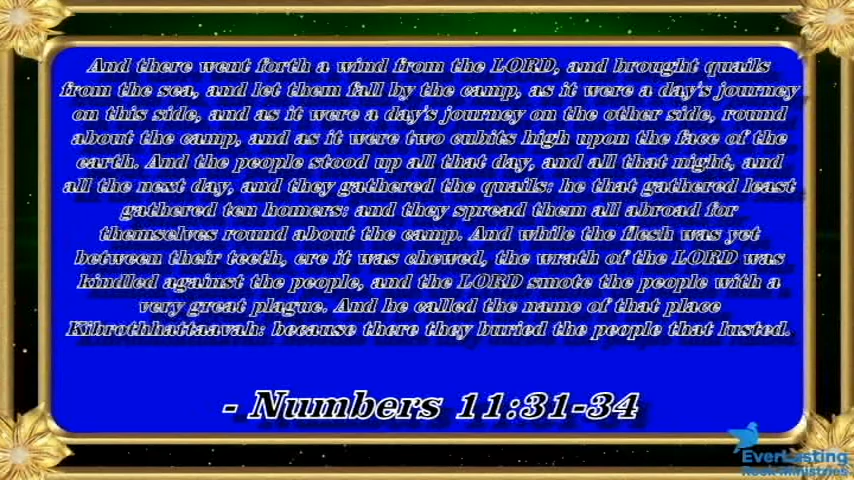 And there went forth a wind from the LORD, and brought quails
from the sea, and let them fall by the camp, as it were a day's journey
on this side, and as it were a day's journey on the other side, round
about the camp, and as it were two cubits high upon the face of the
earth. And the people stood up all that day, and all that night, and
all the next day, and they gathered the quails: he that gathered least
gathered ten homers: and they spread them all abroad for
themselves round about the camp. And while the flesh was yet
between their teeth, ere it was chewed, the wrath of the LORD was
kindled against the people, and the LORD smote the people with a
very great plague. And he called the name of that place
Kibrothhattaavah: because there they buried the people that lusted.
- Numbers 11:31-34
EverLasting
Rock Ministries